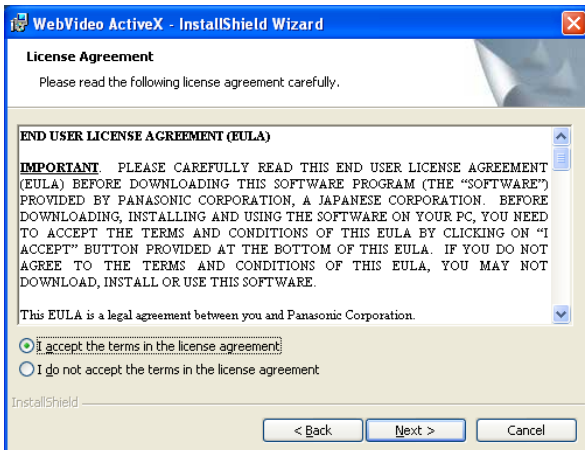 WebVideo ActiveX - InstallShield Wizard
License Agreement
Please read the following license agreement carefully.
END USER LICENSE AGREEMENT (EULA)
IMPORTANT. PLEASE CAREFULLY READ THIS END USER LICENSE AGREEMENT
(EULA) BEFORE DOWNLOADING THIS SOFTWARE PROGRAM (THE “SOFTWARE”)
PROVIDED BY PANASONIC CORPORATION, A JAPANESE CORPORATION. BEFORE
DOWNLOADING, INSTALLING AND USING THE SOFTWARE ON YOUR PC, YOU NEED
TO ACCEPT THE TERMS AND CONDITIONS OF THIS EULA BY CLICKING ON “I
ACCEPT” BUTTON PROVIDED AT THE BOTTOM OF THIS EULA. IF YOU DO NOT
AGREE TO THE TERMS AND CONDITIONS OF THIS EULA, YOU MAY NOT
DOWNLOAD, INSTALL OR USE THIS SOFTWARE.
This EULA is a legal agreement between you and Panasonic Corporation.
I accept the terms in the license agreement
I do not accept the terms in the license agreement
InstallShield
< Back Next > Cancel